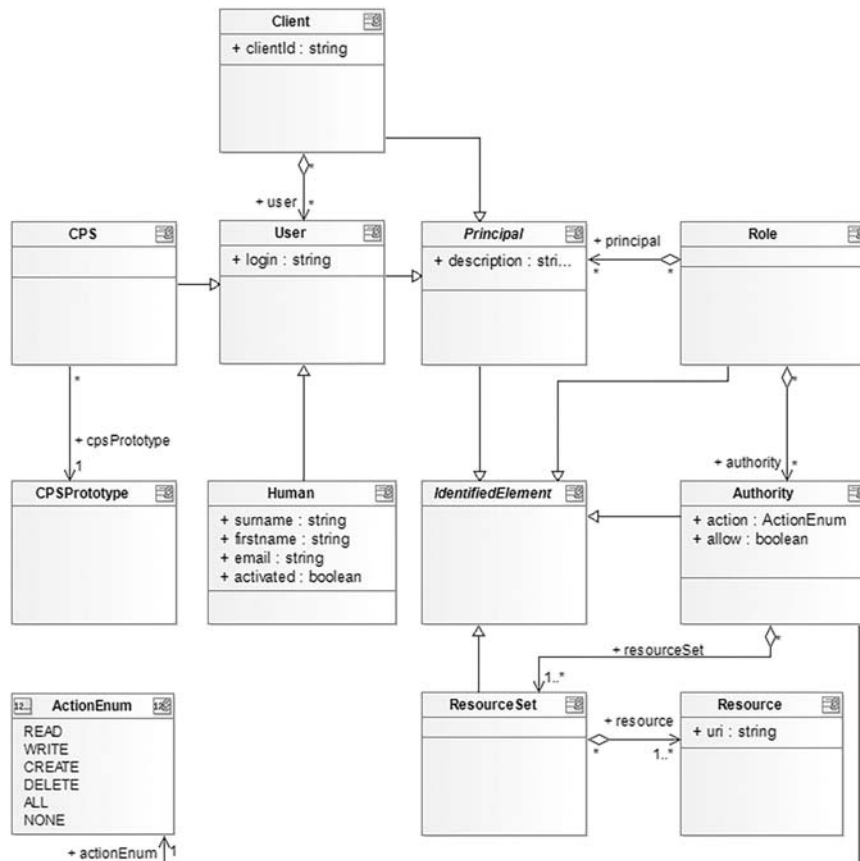 Client
+ clientId : string
*
+ user
*
CPS
User
+ login : string
Principal
+ description : stri...
+ principal
*
*
Role
*
+ cpsPrototype
1
*
+ authority
*
CPSPrototype
Human
+ surname : string
+ firstname : string
+ email : string
+ activated : boolean
IdentifiedElement
Authority
+ action : ActionEnum
+ allow : boolean
*
+ resourceSet
1..*
12...
ActionEnum
READ
WRITE
CREATE
DELETE
ALL
NONE
ResourceSet
+ resource
*
1..*
Resource
+ uri : string
+ actionEnum
1